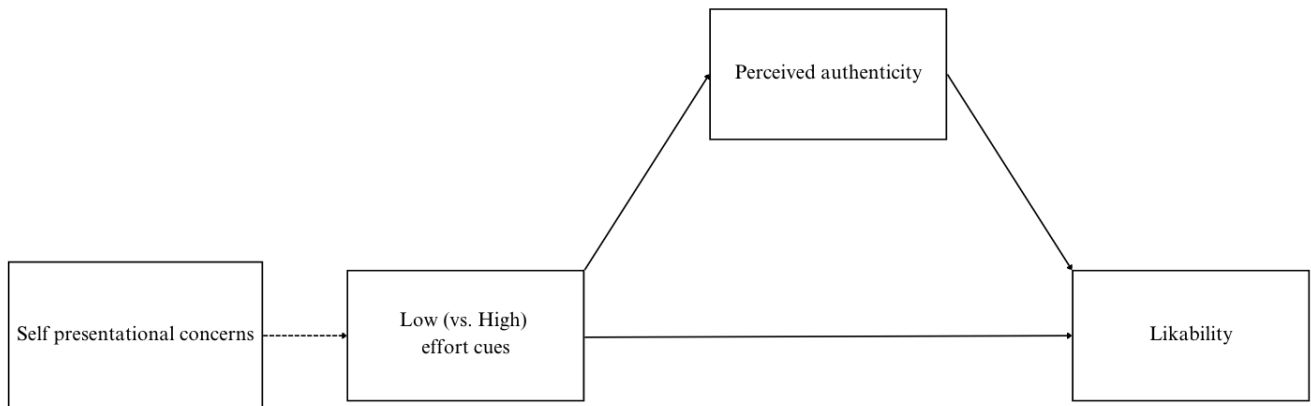 Perceived authenticity
Self presentational concerns
Low (vs. High)
effort cues
Likability